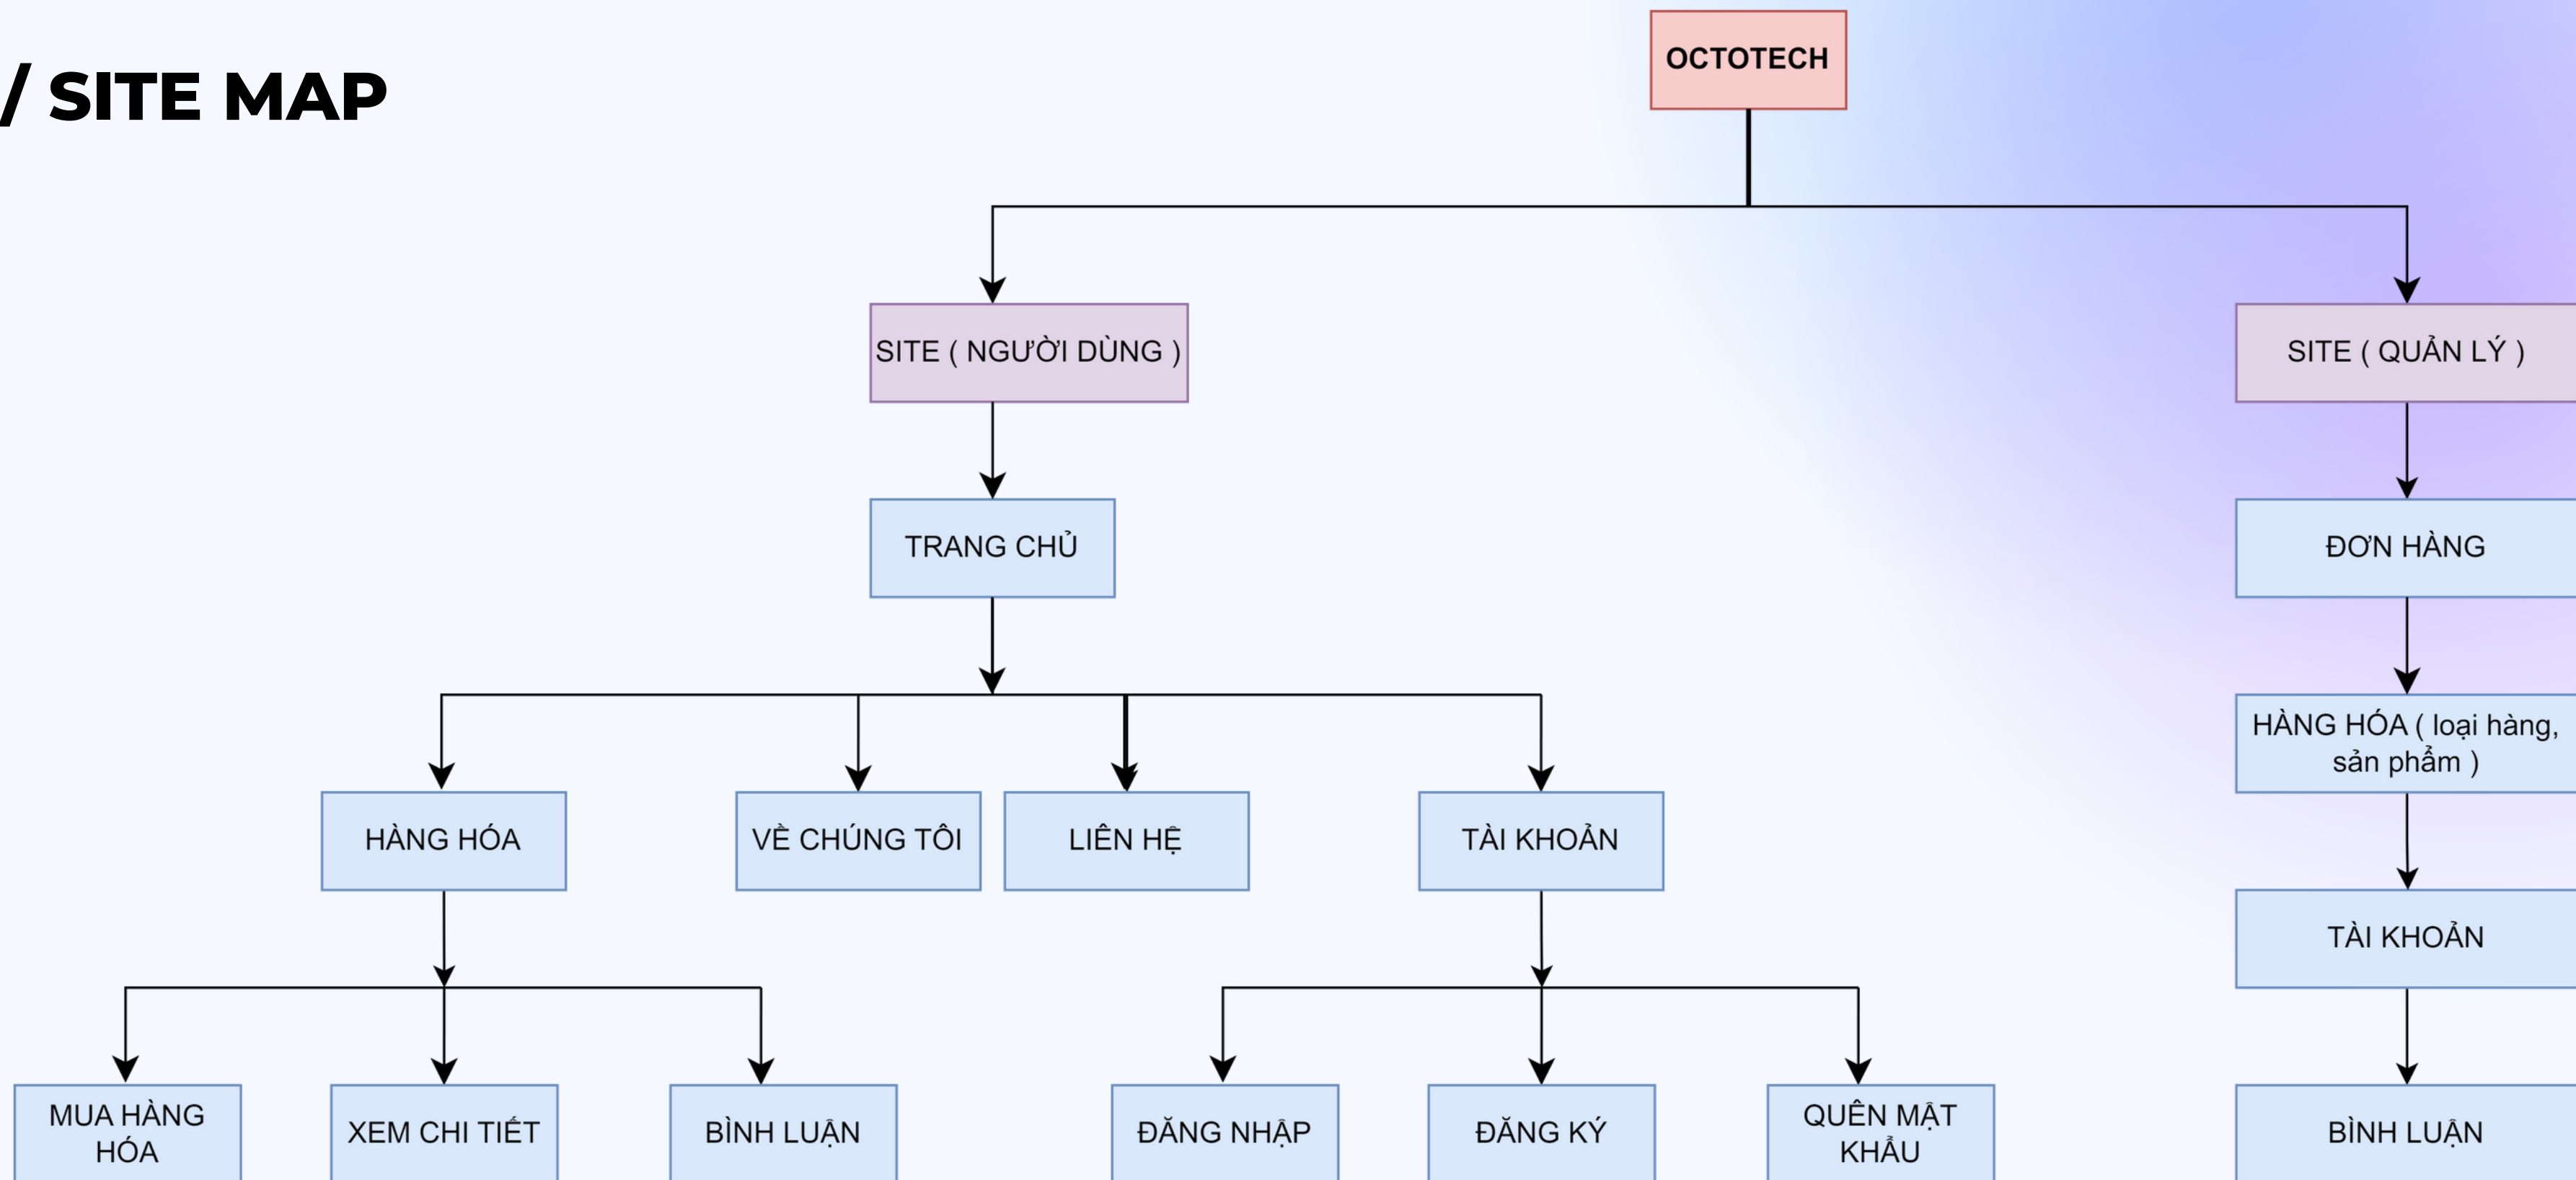 / SITE MAP
OCTOTECH
SITE ( NGƯỜI DÙNG )
SITE ( QUẢN LÝ )
TRANG CHỦ
ĐƠN HÀNG
HÀNG HÓA ( loại hàng,
sản phẩm )
HÀNG HÓA
VỀ CHÚNG TÔI
LIÊN HỆ
TÀI KHOẢN
TÀI KHOẢN
MUA HÀNG
HÓA
XEM CHI TIẾT
BÌNH LUẬN
ĐĂNG NHẬP
ĐĂNG KÝ
QUÊN MẬT
KHẨU
BÌNH LUẬN